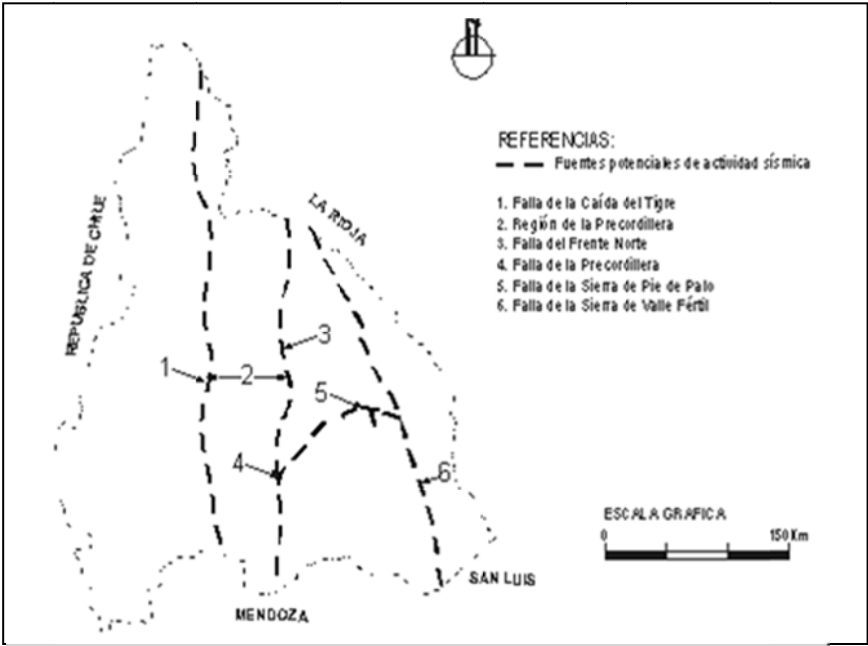 N
REFERENCIAS:
Fuentes potenciales de actividad sísmica
1. Falla de la Caída del Tigre
2. Región de la Precordillera
3. Falla del Frente Norte
4. Falla de la Precordillera
5. Falla de la Sierra de Pie de Palo
6. Falla de la Sierra de Valle Fértil
LA RIOJA
REPUBLICA DE CHILE
3
1
2
5
4
6
ESCALA GRAFICA
0 150 Km
SAN LUIS
MENDOZA